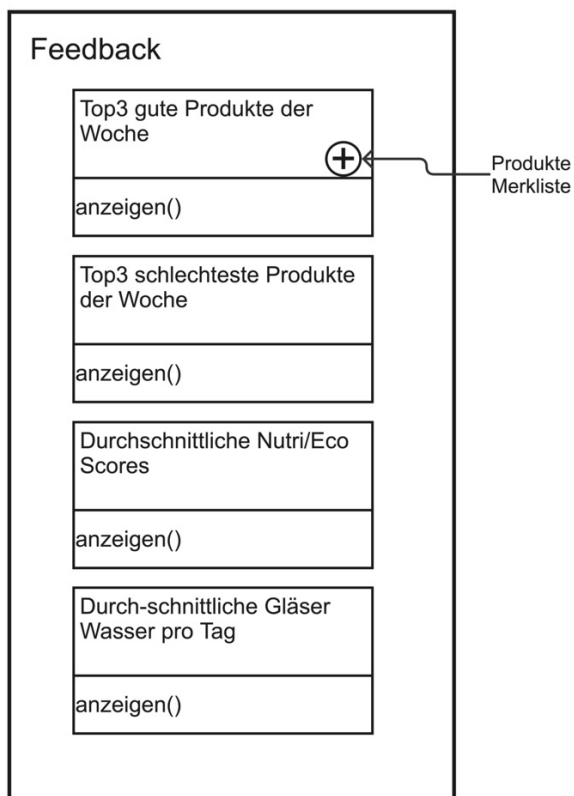 Feedback
Top3 gute Produkte der
Woche
anzeigen()
Produkte
Merkliste
Top3 schlechteste Produkte
der Woche
anzeigen()
Durchschnittliche Nutri/Eco
Scores
anzeigen()
Durch-schnittliche Gläser
Wasser pro Tag
anzeigen()